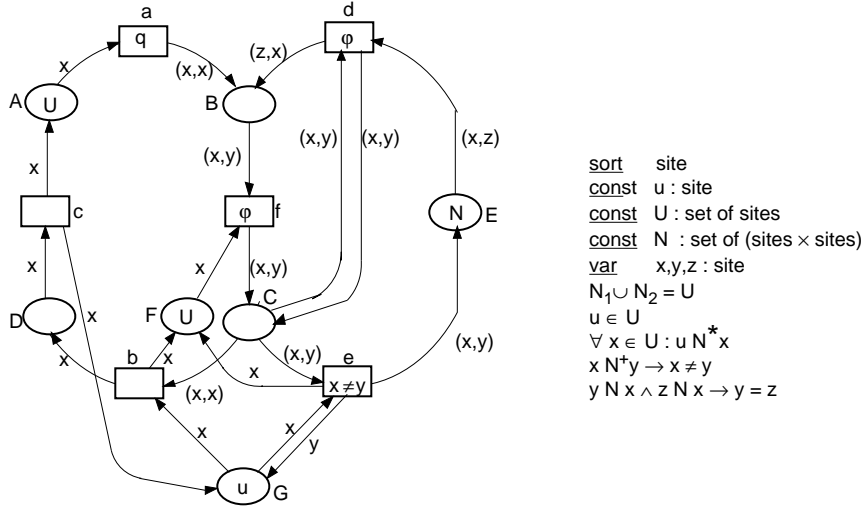 a
d
q
φ
x
(x,x)
(z,x)
A
U
B
(x,y)
(x,y)
(x,y)
(x,z)
x
c
φ
f
N
E
x
x
(x,y)
D
x
F
U
C
b
x
x
(x,x)
(x,y)
x
e
x ≠ y
(x,y)
x
x
y
u
G
sort site
const u : site
const U : set of sites
const N : set of (sites × sites)
var x,y,z : site
N₁∪ N₂ = U
u ∈ U
∀ x ∈ U : u N*x
x N⁺y → x ≠ y
y N x ∧ z N x → y = z